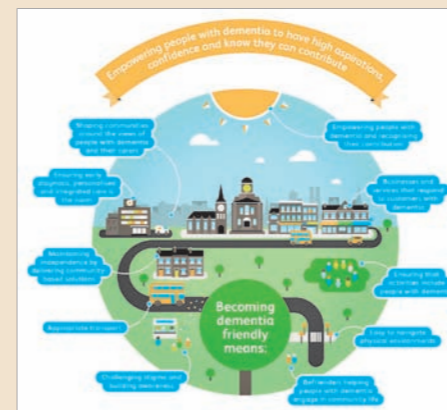 Empowering people with dementia to have high aspirations,
confidence and know they can contribute
Shaping communities
around the views of
people with dementia
and their carers
Empowering people with
dementia and recognising
their contribution
Ensuring early
diagnosis, personalised
and integrated care is
the norm
Businesses and
services that respond
to customers with
dementia
Maintaining
independence by
delivering community-
based solutions
Ensuring that
activities include
people with dementia
Appropriate transport
Becoming
dementia
friendly
means:
Easy to navigate
physical environments
Challenging stigma and
building awareness
Befrienders helping
people with dementia
engage in community life